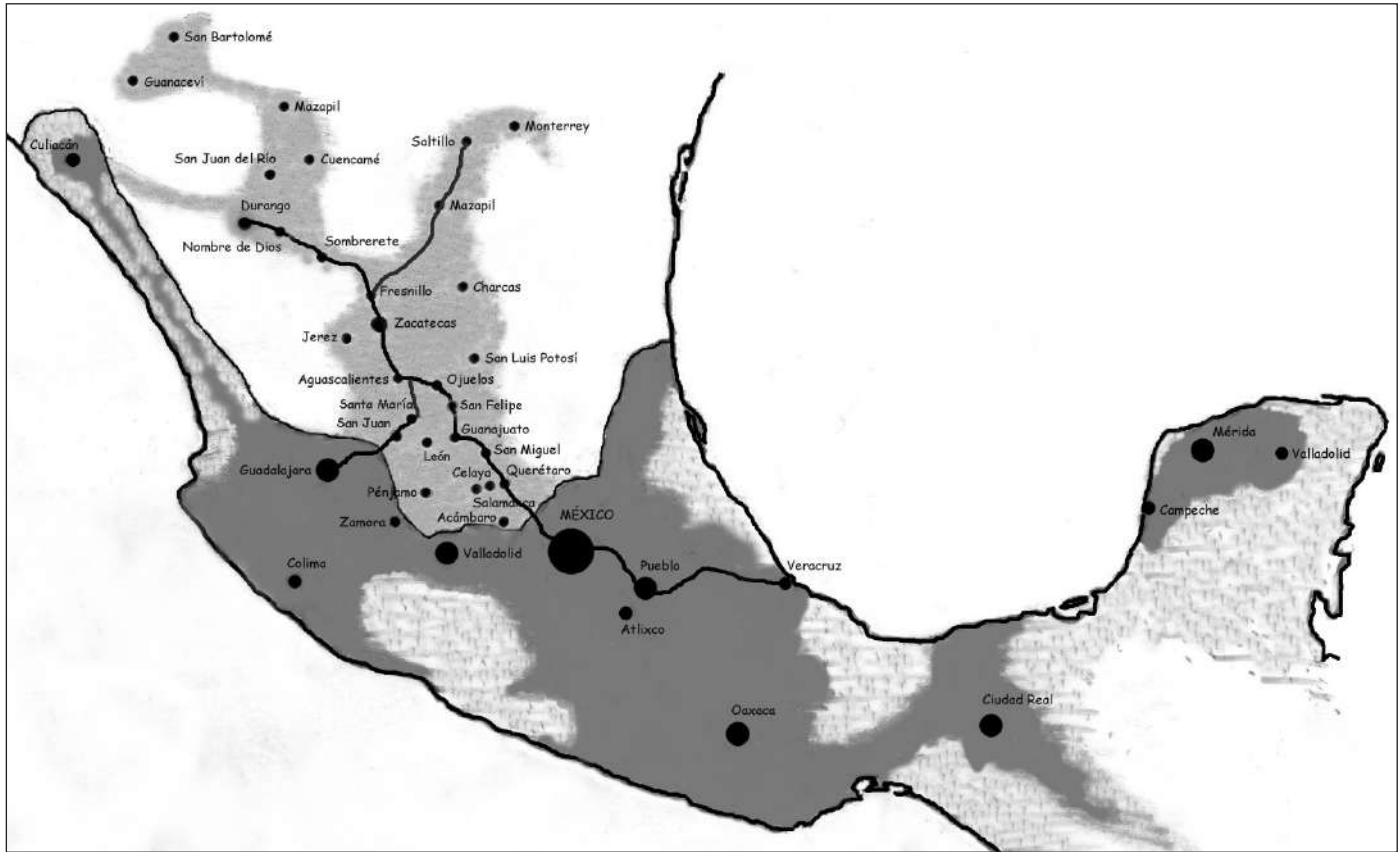 San Bartolomé
Guanaceví
Mazapil
Monterrey
Saltillo
Culiacán
San Juan del Río
Cuencamé
Mazapil
Durango
Nombre de Dios
Sombrerete
Charcas
Fresnillo
Zacatecas
Jerez
San Luis Potosí
Aguascalientes
Ojuelos
Santa María
San Felipe
San Juan
Guanajuato
León
San Miguel
Guadalajara
Celaya
Querétaro
Pénjamo
Salamanca
Zamora
Acámbaro
MÉXICO
Valladolid
Colima
Puebla
Veracruz
Atlixco
Oaxaca
Ciudad Real
Mérida
Valladolid
Campeche